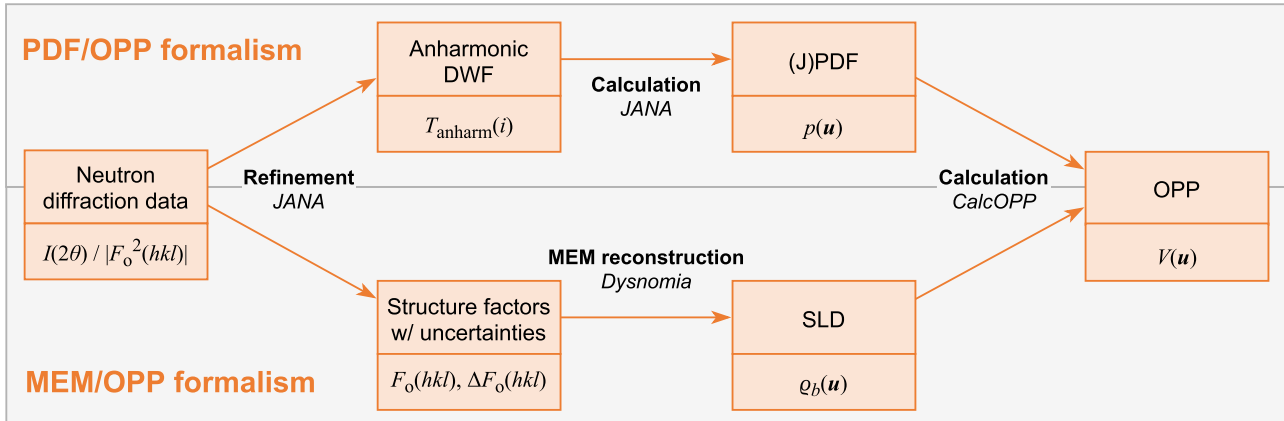 PDF/OPP formalism
Anharmonic
DWF
T_anharm(i)
Calculation
JANA
(J)PDF
p(u)
Neutron
diffraction data
I(2θ) / |F_o^2(hkl)|
Refinement
JANA
Calculation
CalcOPP
OPP
V(u)
MEM reconstruction
Dysnomia
Structure factors
w/ uncertainties
F_o(hkl), ΔF_o(hkl)
SLD
ϱ_b(u)
MEM/OPP formalism